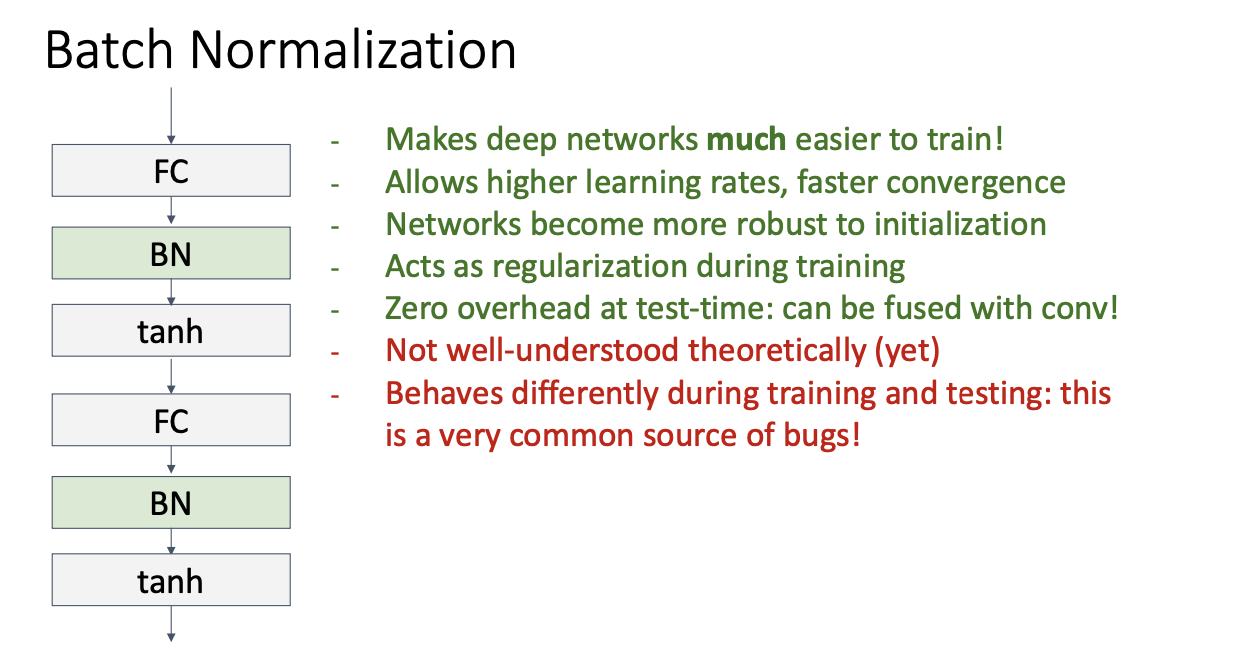 Batch Normalization
FC
BN
tanh
FC
BN
tanh
- Makes deep networks much easier to train!
- Allows higher learning rates, faster convergence
- Networks become more robust to initialization
- Acts as regularization during training
- Zero overhead at test-time: can be fused with conv!
- Not well-understood theoretically (yet)
- Behaves differently during training and testing: this
is a very common source of bugs!